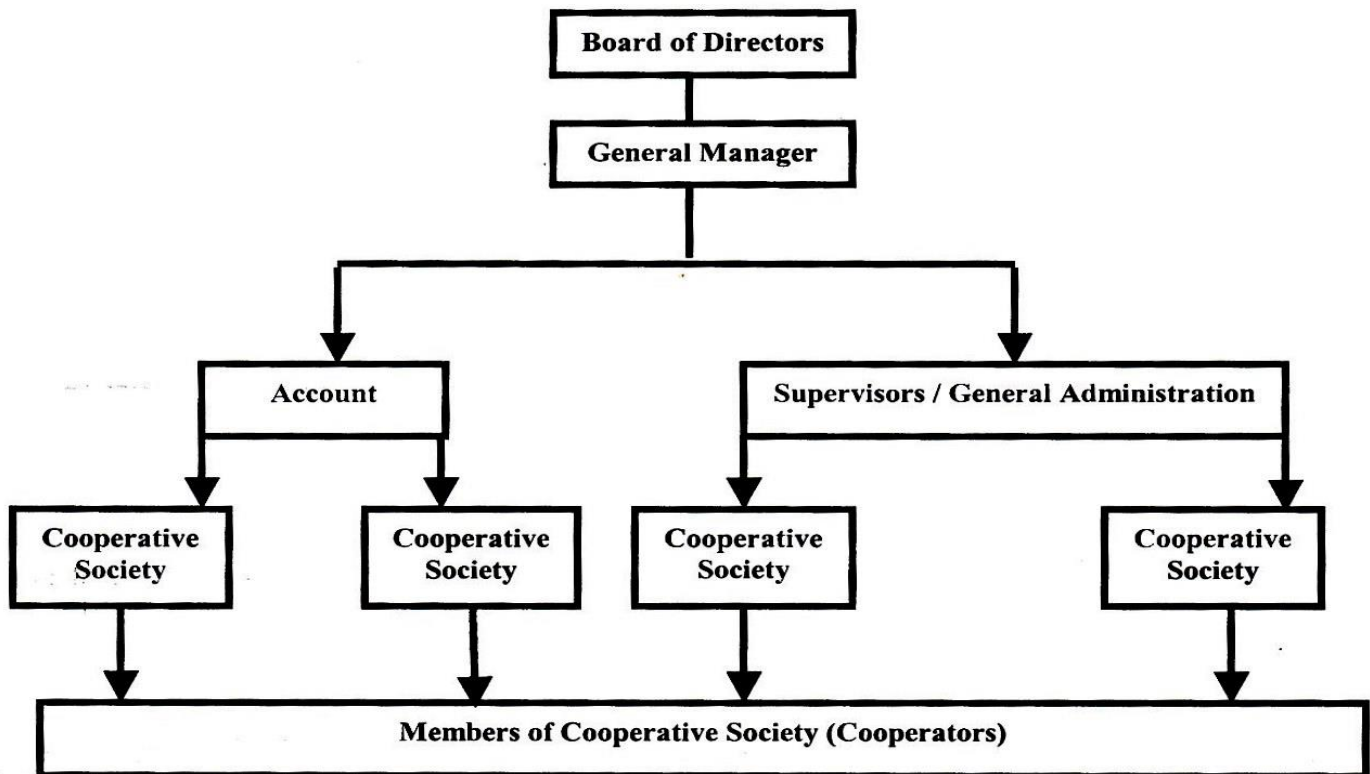 Board of Directors
General Manager
Account
Supervisors / General Administration
Cooperative
Society
Cooperative
Society
Cooperative
Society
Cooperative
Society
Members of Cooperative Society (Cooperators)